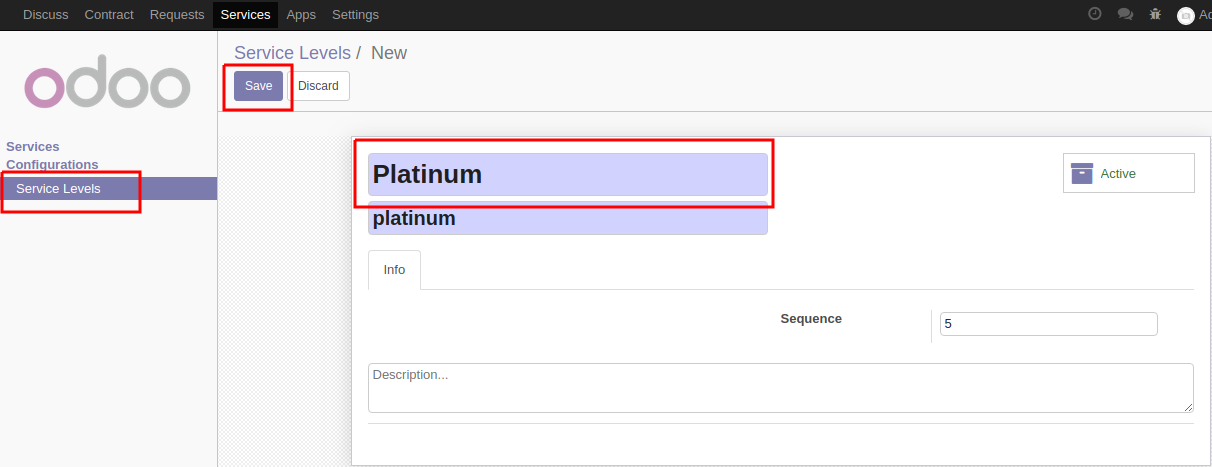 Discuss Contract Requests Services Apps Settings Ad
odoo
Service Levels / New
Save Discard
Services
Configurations
Service Levels
Platinum
platinum
Active
Info
Sequence 5
Description...